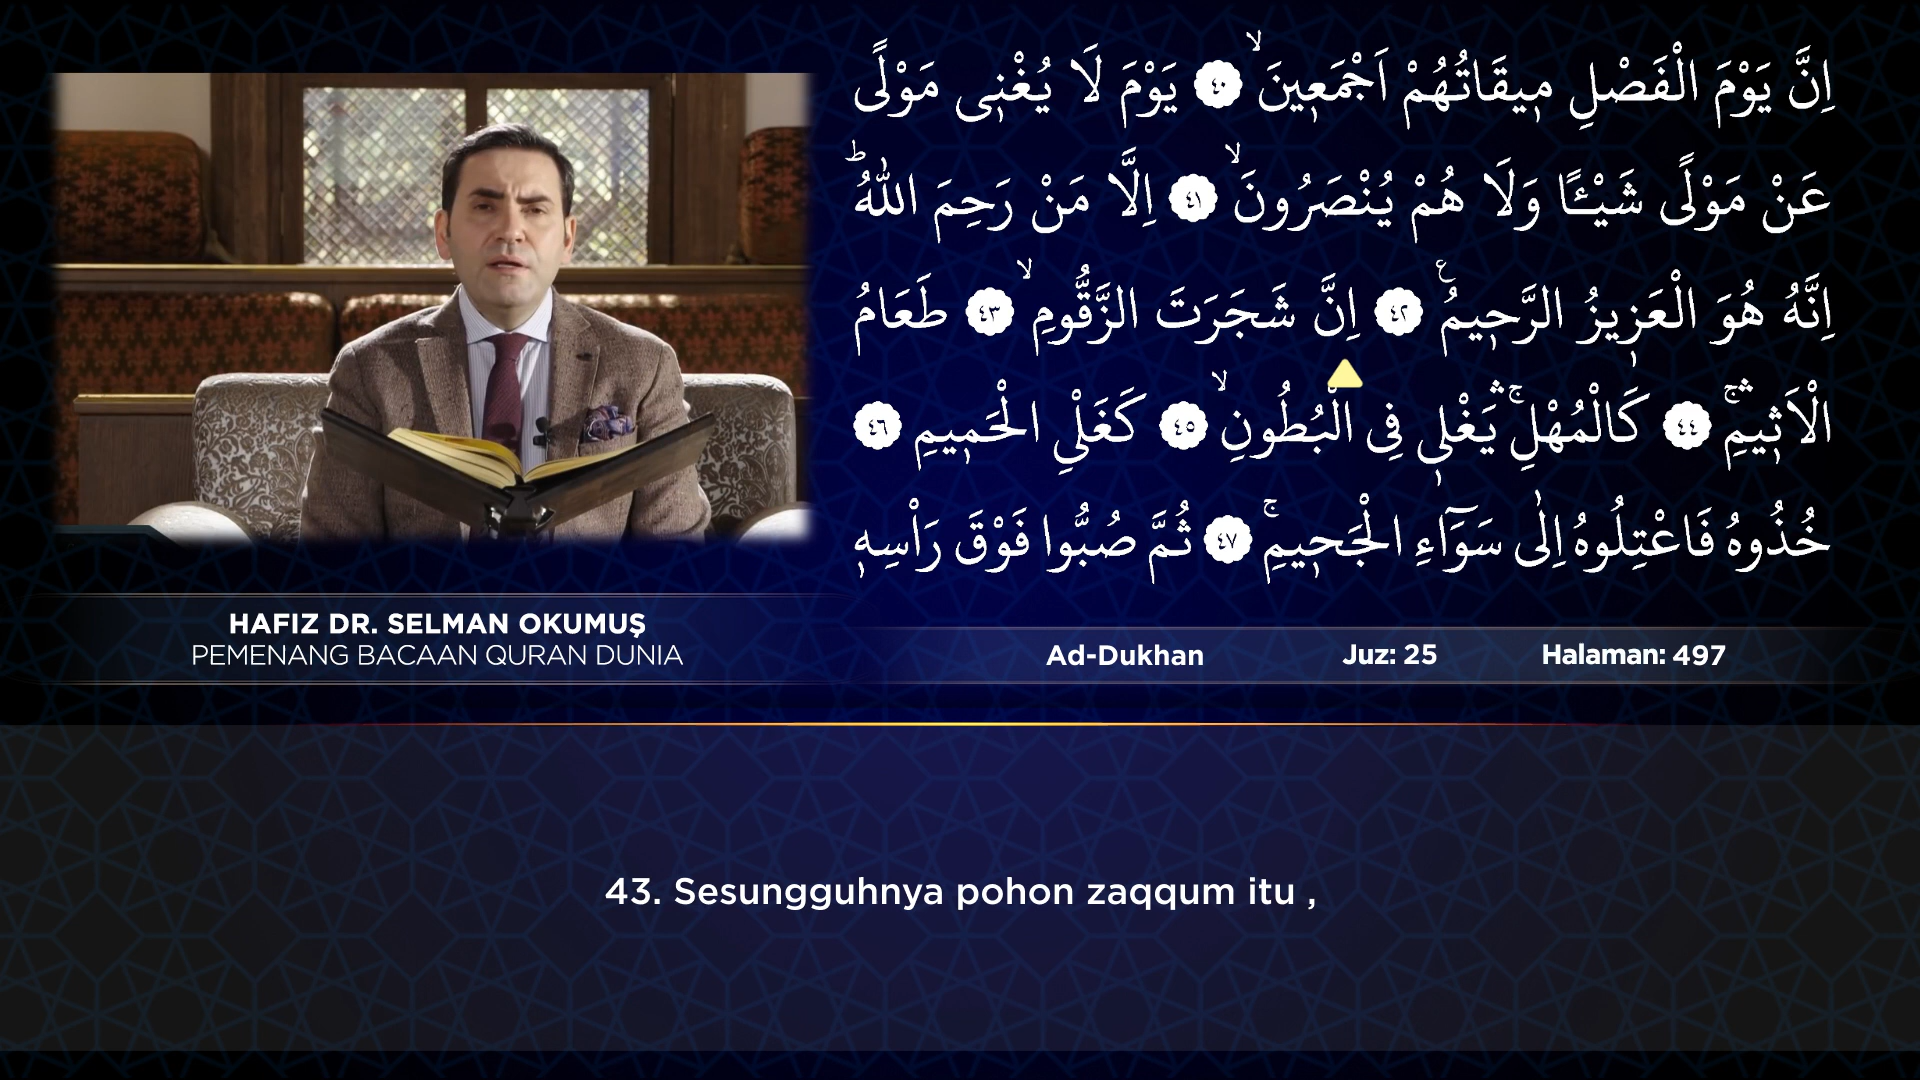 اِنَّ يَوْمَ الْفَصْلِ م۪يقَاتُهُمْ اَجْمَع۪ينَۙ ﴿٤٠﴾ يَوْمَ لَا يُغْن۪ى مَوْلًى
عَنْ مَوْلًى شَيْـًٔا وَلَا هُمْ يُنْصَرُونَۙ ﴿٤١﴾ اِلَّا مَنْ رَحِمَ اللّٰهُۜ
اِنَّهُ هُوَ الْعَز۪يزُ الرَّح۪يمُ۟ ﴿٤٢﴾ اِنَّ شَجَرَتَ الزَّقُّومِۙ ﴿٤٣﴾ طَعَامُ
الْاَث۪يمِۚۛ ﴿٤٤﴾ كَالْمُهْلِۚۛ يَغْل۪ى فِى الْبُطُونِۙ ﴿٤٥﴾ كَغَلْىِ الْحَم۪يمِ ﴿٤٦﴾
خُذُوهُ فَاعْتِلُوهُ اِلٰى سَوَٓاءِ الْجَح۪يمِۚ ﴿٤٧﴾ ثُمَّ صُبُّوا فَوْقَ رَاْسِه۪
HAFIZ DR. SELMAN OKUMUŞ
PEMENANG BACAAN QURAN DUNIA
Ad-Dukhan Juz: 25 Halaman: 497
43. Sesungguhnya pohon zaqqum itu ,